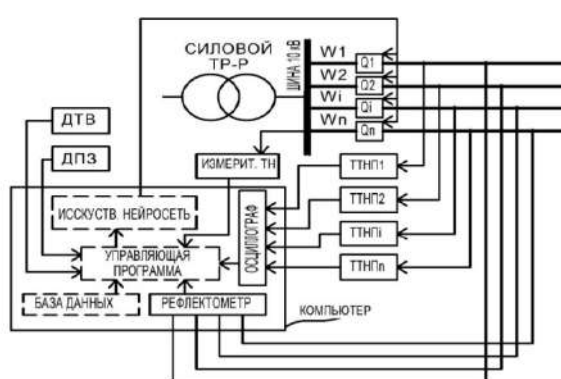 СИЛОВОЙ
ТР-Р
ШИНА 10 кВ
W1
Q1
W2
Q2
Wi
Qi
Wn
Qn
ДТВ
ДПЗ
ИЗМЕРИТ. ТН
ТТНП1
ТТНП2
ТТНПi
ТТНПn
ИССКУСТВ. НЕЙРОСЕТЬ
УПРАВЛЯЮЩАЯ
ПРОГРАММА
ОСЦИЛЛОГРАФ
БАЗА ДАННЫХ
РЕФЛЕКТОМЕТР
КОМПЬЮТЕР